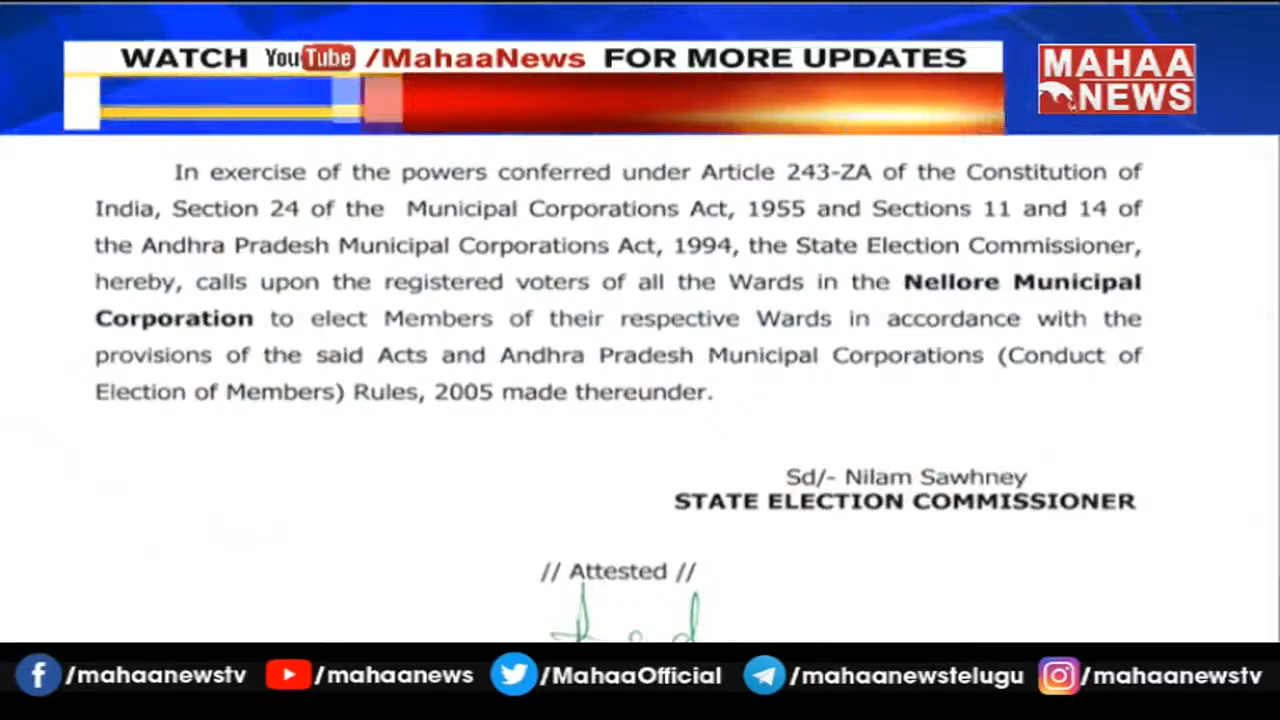 WATCH YouTube /MahaaNews FOR MORE UPDATES
MAHAA
NEWS
In exercise of the powers conferred under Article 243-ZA of the Constitution of
India, Section 24 of the Municipal Corporations Act, 1955 and Sections 11 and 14 of
the Andhra Pradesh Municipal Corporations Act, 1994, the State Election Commissioner,
hereby, calls upon the registered voters of all the Wards in the Nellore Municipal
Corporation to elect Members of their respective Wards in accordance with the
provisions of the said Acts and Andhra Pradesh Municipal Corporations (Conduct of
Election of Members) Rules, 2005 made thereunder.
Sd/- Nilam Sawhney
STATE ELECTION COMMISSIONER
// Attested //
/mahaanewstv /mahaanews /MahaaOfficial /mahaanewstelugu /mahaanewstv